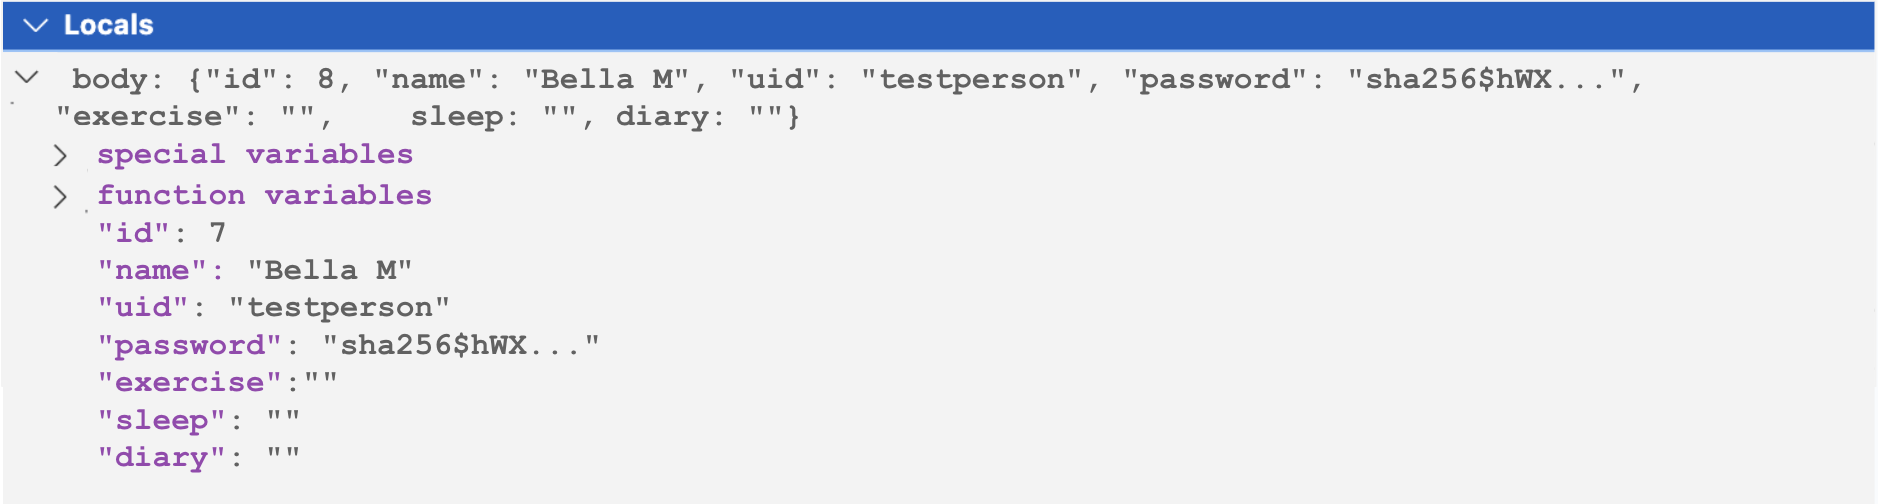 Locals
body: {"id": 8, "name": "Bella M", "uid": "testperson", "password": "sha256$hWX...",
"exercise": "",    sleep: "", diary: ""}
special variables
function variables
"id": 7
"name": "Bella M"
"uid": "testperson"
"password": "sha256$hWX..."
"exercise":""
"sleep": ""
"diary": ""